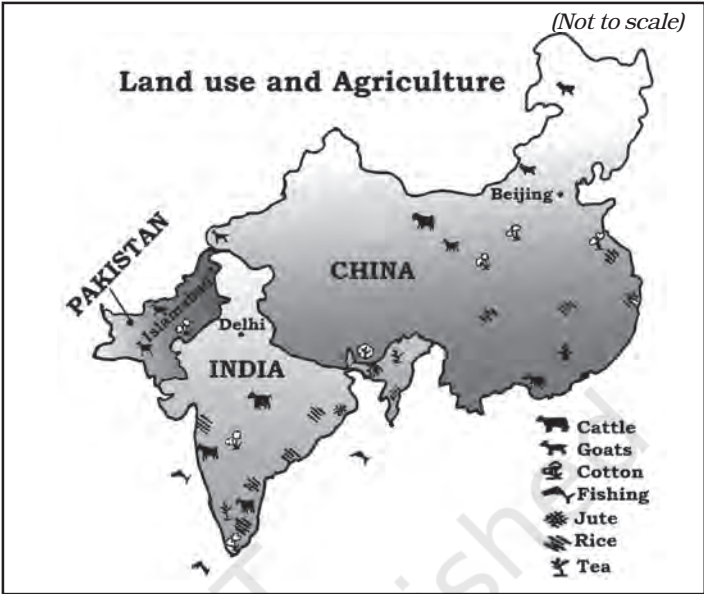 (Not to scale)
Land use and Agriculture
Beijing
PAKISTAN
CHINA
Islamabad
Delhi
INDIA
Cattle
Goats
Cotton
Fishing
Jute
Rice
Tea